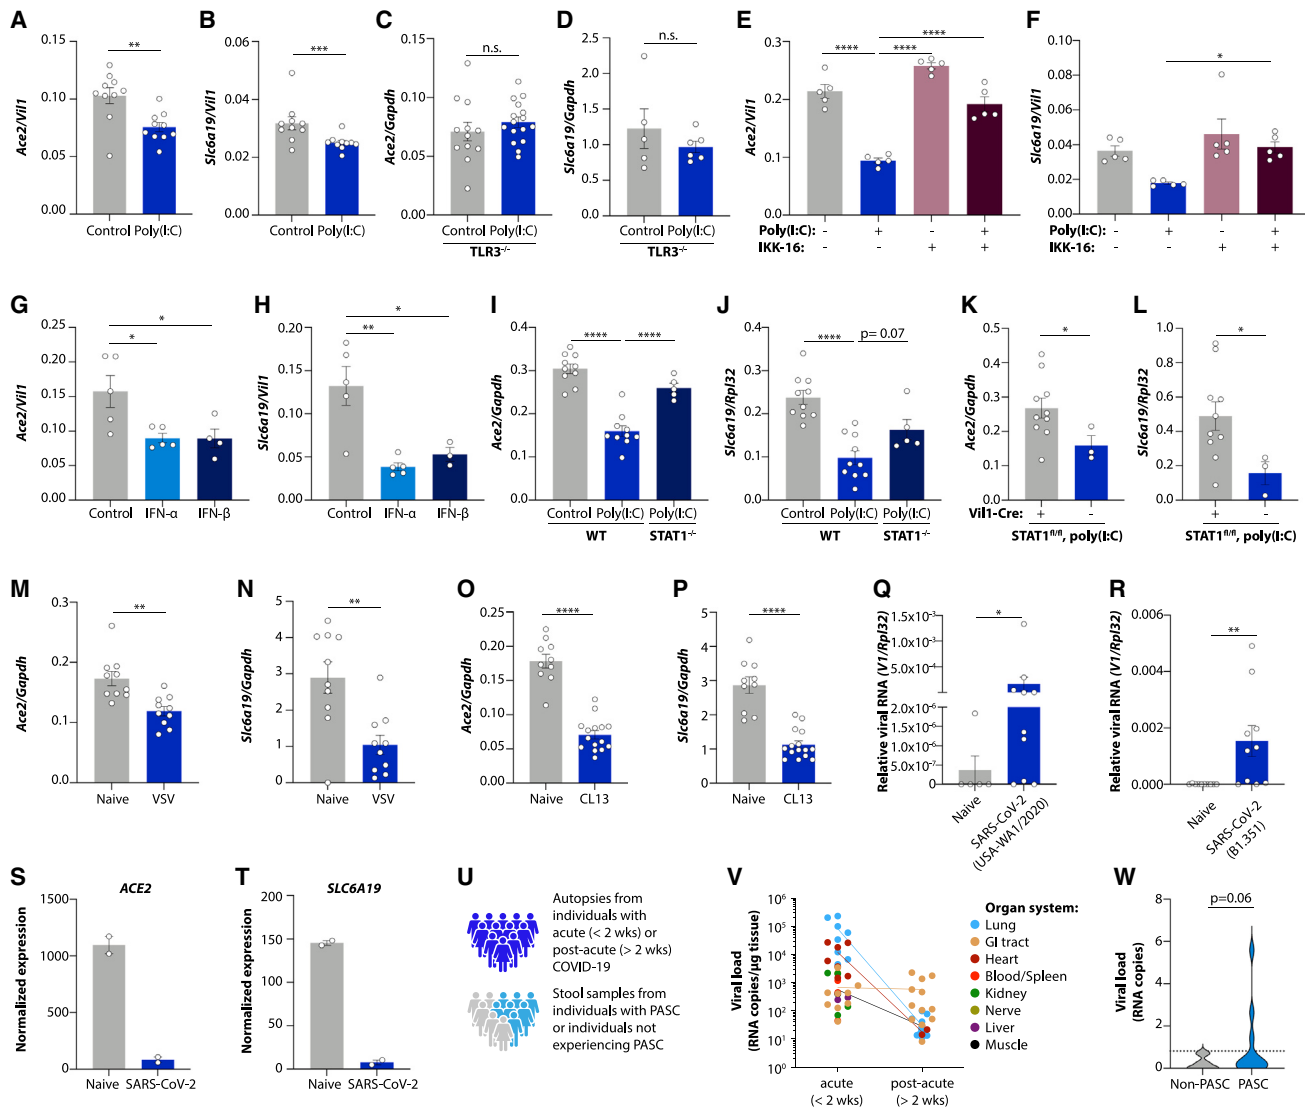 A
**
Ace2/Vil1
0.15
0.10
0.05
0.00
Control Poly(I:C)
B
***
Slc6a19/Vil1
0.06
0.04
0.02
0.00
Control Poly(I:C)
C
n.s.
Ace2/Gapdh
0.15
0.10
0.05
0.00
Control Poly(I:C)
TLR3-/-
D
n.s.
Slc6a19/Gapdh
2.5
2.0
1.5
1.0
0.5
0.0
Control Poly(I:C)
TLR3-/-
E
****
**** ****
Ace2/Vil1
0.3
0.2
0.1
0.0
Poly(I:C): - + - +
IKK-16: - - + +
F
*
Slc6a19/Vil1
0.08
0.06
0.04
0.02
0.00
Poly(I:C): - + - +
IKK-16: - - + +
G
*
*
Ace2/Vil1
0.25
0.20
0.15
0.10
0.05
0.00
Control IFN-α IFN-β
H
*
**
Slc6a19/Vil1
0.20
0.15
0.10
0.05
0.00
Control IFN-α IFN-β
I
**** ****
Ace2/Gapdh
0.4
0.3
0.2
0.1
0.0
Control Poly(I:C) Poly(I:C)
WT STAT1-/-
J
**** p= 0.07
Slc6a19/Rpl32
0.4
0.3
0.2
0.1
0.0
Control Poly(I:C) Poly(I:C)
WT STAT1-/-
K
*
Ace2/Gapdh
0.5
0.4
0.3
0.2
0.1
0.0
Vil1-Cre: + -
STAT1fl/fl, poly(I:C)
L
*
Slc6a19/Rpl32
1.0
0.8
0.6
0.4
0.2
0.0
+ -
STAT1fl/fl, poly(I:C)
M
**
Ace2/Gapdh
0.3
0.2
0.1
0.0
Naive VSV
N
**
Slc6a19/Gapdh
5
4
3
2
1
0
Naive VSV
O
****
Ace2/Gapdh
0.25
0.20
0.15
0.10
0.05
0.00
Naive CL13
P
****
Slc6a19/Gapdh
5
4
3
2
1
0
Naive CL13
Q
*
Relative viral RNA (V1/Rpl32)
1.5x10-3
1.0x10-3
5.0x10-4
2.0x10-6
1.5x10-6
1.0x10-6
5.0x10-7
0.0
Naive
SARS-CoV-2
(USA-WA1/2020)
R
**
Relative viral RNA (V1/Rpl32)
0.006
0.004
0.002
0.000
Naive
SARS-CoV-2
(B1.351)
S
ACE2
Normalized expression
1500
1000
500
0
Naive SARS-CoV-2
T
SLC6A19
Normalized expression
200
150
100
50
0
Naive SARS-CoV-2
U
Autopsies from
individuals with
acute (< 2 wks) or
post-acute (> 2 wks)
COVID-19
Stool samples from
individuals with PASC
or individuals not
experiencing PASC
V
Viral load
(RNA copies/µg tissue)
106
105
104
103
102
101
100
acute
(< 2 wks)
post-acute
(> 2 wks)
Organ system:
Lung
GI tract
Heart
Blood/Spleen
Kidney
Nerve
Liver
Muscle
W
p=0.06
Viral load
(RNA copies)
8
6
4
2
0
Non-PASC PASC